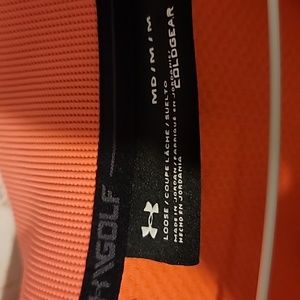 MD/M/M
LOOSE/COUPE LÂCHE/SUELTO
MADE IN JORDAN/FABRIQUÉ EN JORDANIE/
HECHO EN JORDANIA
COLDGEAR
GOLF